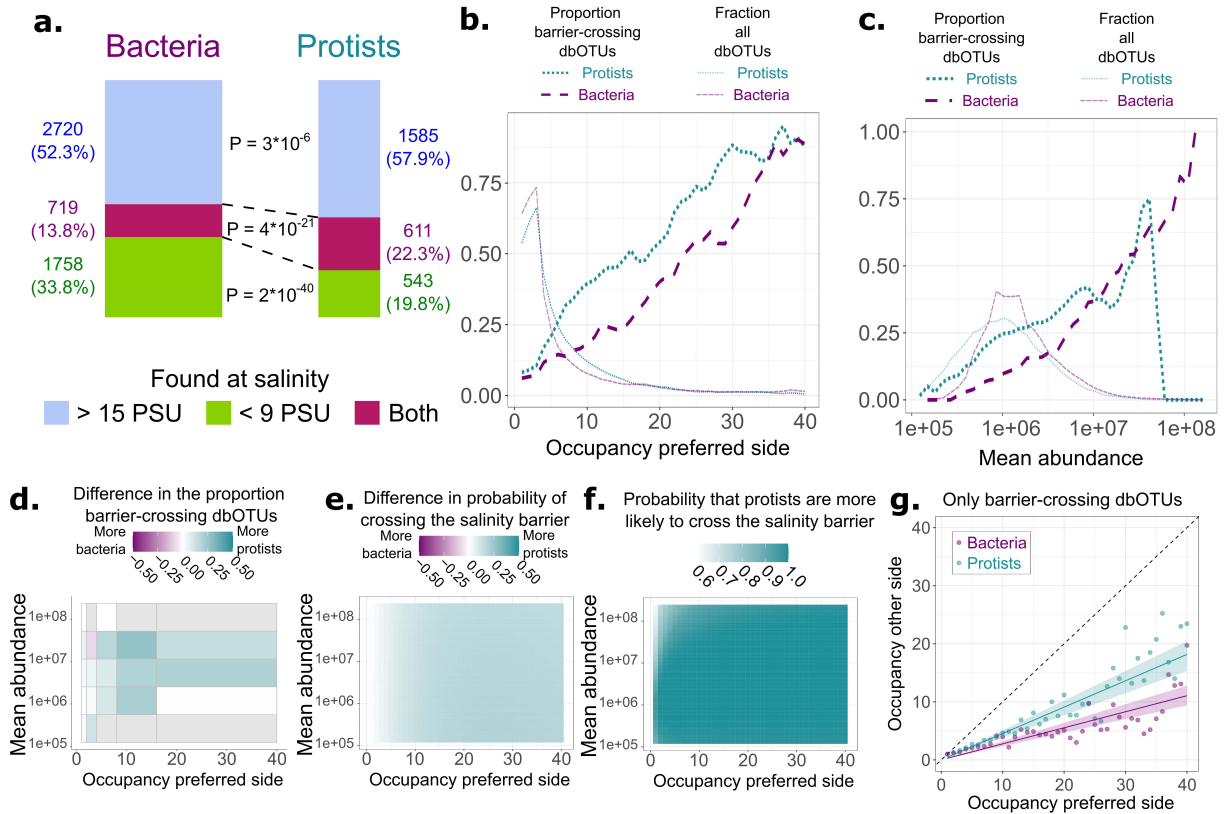 a.
Bacteria
Protists
2720
(52.3%)
719
(13.8%)
1758
(33.8%)
P = 3*10-6
P = 4*10-21
P = 2*10-40
1585
(57.9%)
611
(22.3%)
543
(19.8%)
Found at salinity
> 15 PSU
< 9 PSU
Both
b.
Proportion
barrier-crossing
dbOTUs
Protists
Bacteria
Fraction
all
dbOTUs
Protists
Bacteria
0.75
0.50
0.25
0.00
0 10 20 30 40
Occupancy preferred side
c.
Proportion
barrier-crossing
dbOTUs
Protists
Bacteria
Fraction
all
dbOTUs
Protists
Bacteria
1.00
0.75
0.50
0.25
0.00
1e+05 1e+06 1e+07 1e+08
Mean abundance
d.
Difference in the proportion
barrier-crossing dbOTUs
More
bacteria
More
protists
-0.50 -0.25 0.00 0.25 0.50
Mean abundance
1e+08
1e+07
1e+06
1e+05
0 10 20 30 40
Occupancy preferred side
e.
Difference in probability of
crossing the salinity barrier
More
bacteria
More
protists
-0.50 -0.25 0.00 0.25 0.50
Mean abundance
1e+08
1e+07
1e+06
1e+05
0 10 20 30 40
Occupancy preferred side
f.
Probability that protists are more
likely to cross the salinity barrier
0.6 0.7 0.8 0.9 1.0
Mean abundance
1e+08
1e+07
1e+06
1e+05
0 10 20 30 40
Occupancy preferred side
g.
Only barrier-crossing dbOTUs
Bacteria
Protists
Occupancy other side
40
30
20
10
0
0 10 20 30 40
Occupancy preferred side